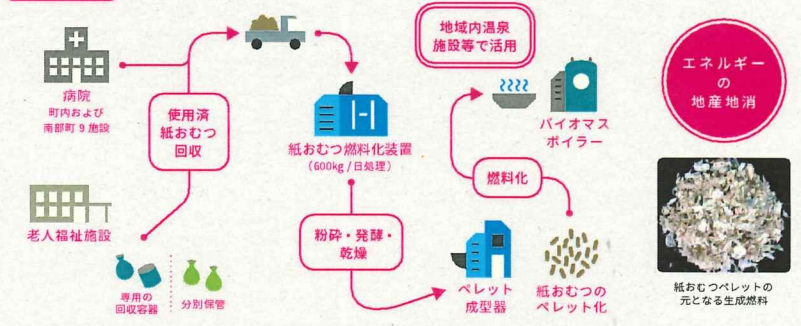 病院
町内および
南部町9施設
使用済
紙おむつ
回収
老人福祉施設
専用の
回収容器
分別保管
紙おむつ燃料化装置
(600kg/日処理)
粉砕・発酵・
乾燥
地域内温泉
施設等で活用
バイオマス
ボイラー
燃料化
ペレット
成型器
紙おむつの
ペレット化
エネルギー
の
地産地消
紙おむつペレットの
元となる生成燃料